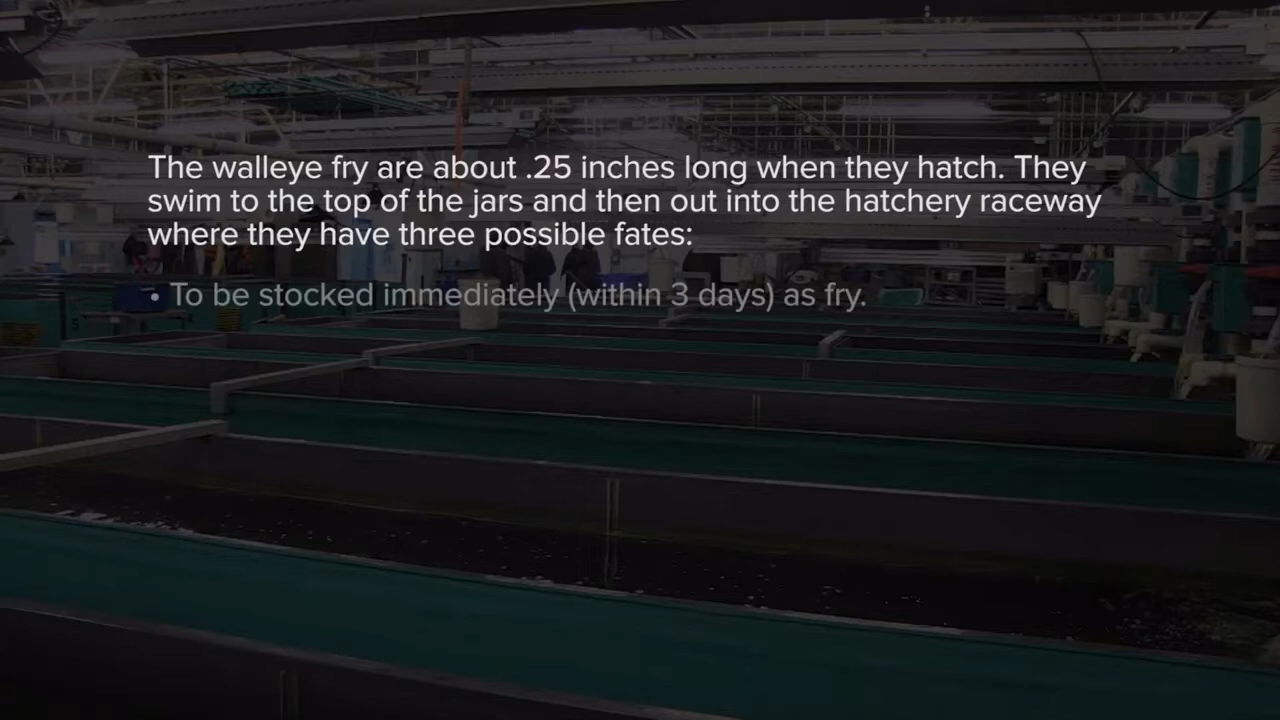 The walleye fry are about .25 inches long when they hatch. They
swim to the top of the jars and then out into the hatchery raceway
where they have three possible fates:
• To be stocked immediately (within 3 days) as fry.